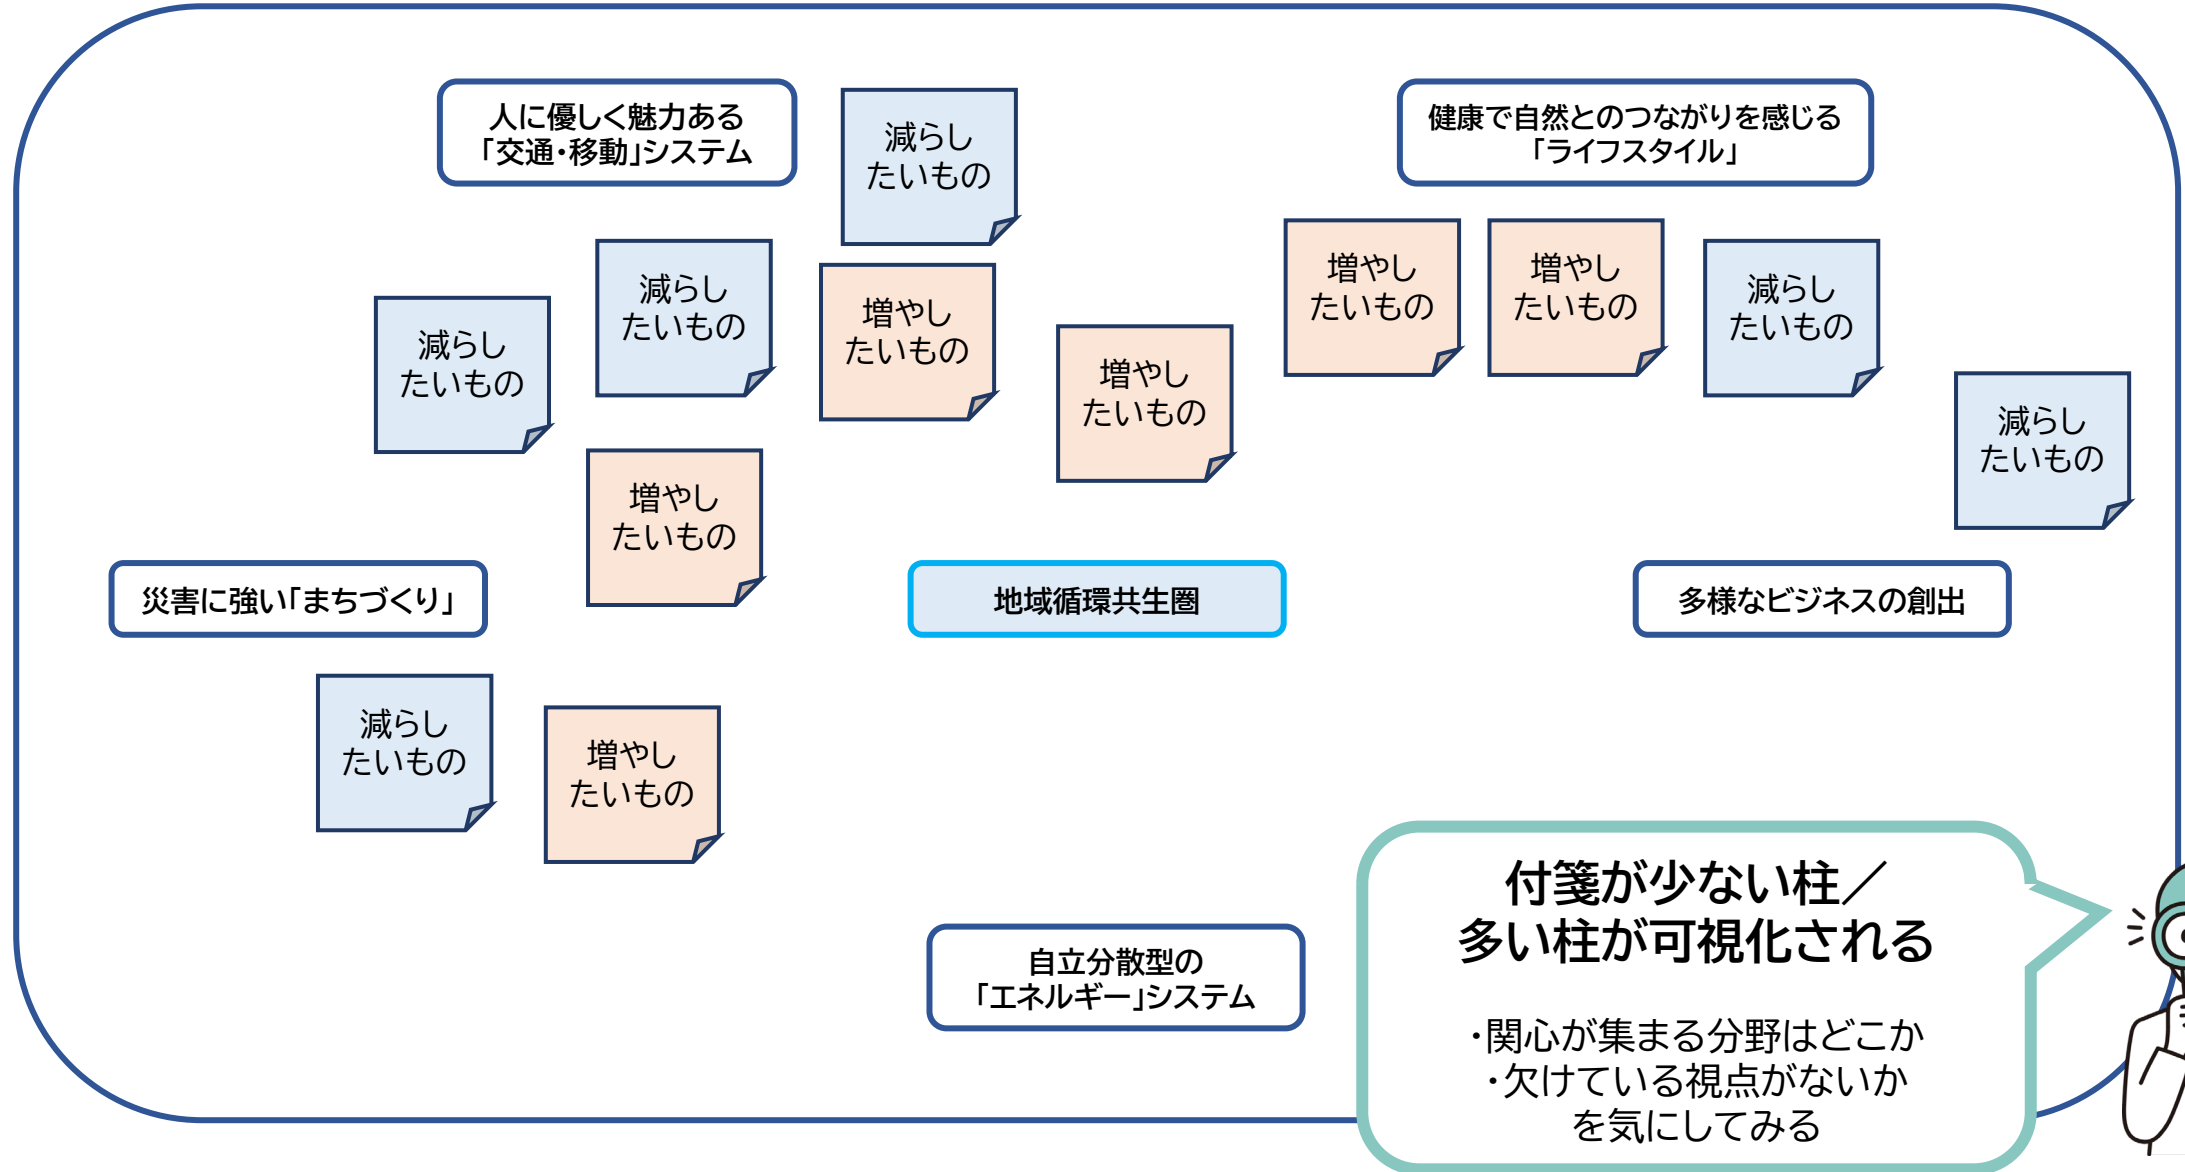 人に優しく魅力ある
「交通・移動」システム
減らし
たいもの
健康で自然とのつながりを感じる
「ライフスタイル」
減らし
たいもの
減らし
たいもの
増やし
たいもの
増やし
たいもの
増やし
たいもの
増やし
たいもの
減らし
たいもの
減らし
たいもの
増やし
たいもの
災害に強い「まちづくり」
地域循環共生圏
多様なビジネスの創出
減らし
たいもの
増やし
たいもの
自立分散型の
「エネルギー」システム
付箋が少ない柱／
多い柱が可視化される
・関心が集まる分野はどこか
・欠けている視点がないか
を気にしてみる